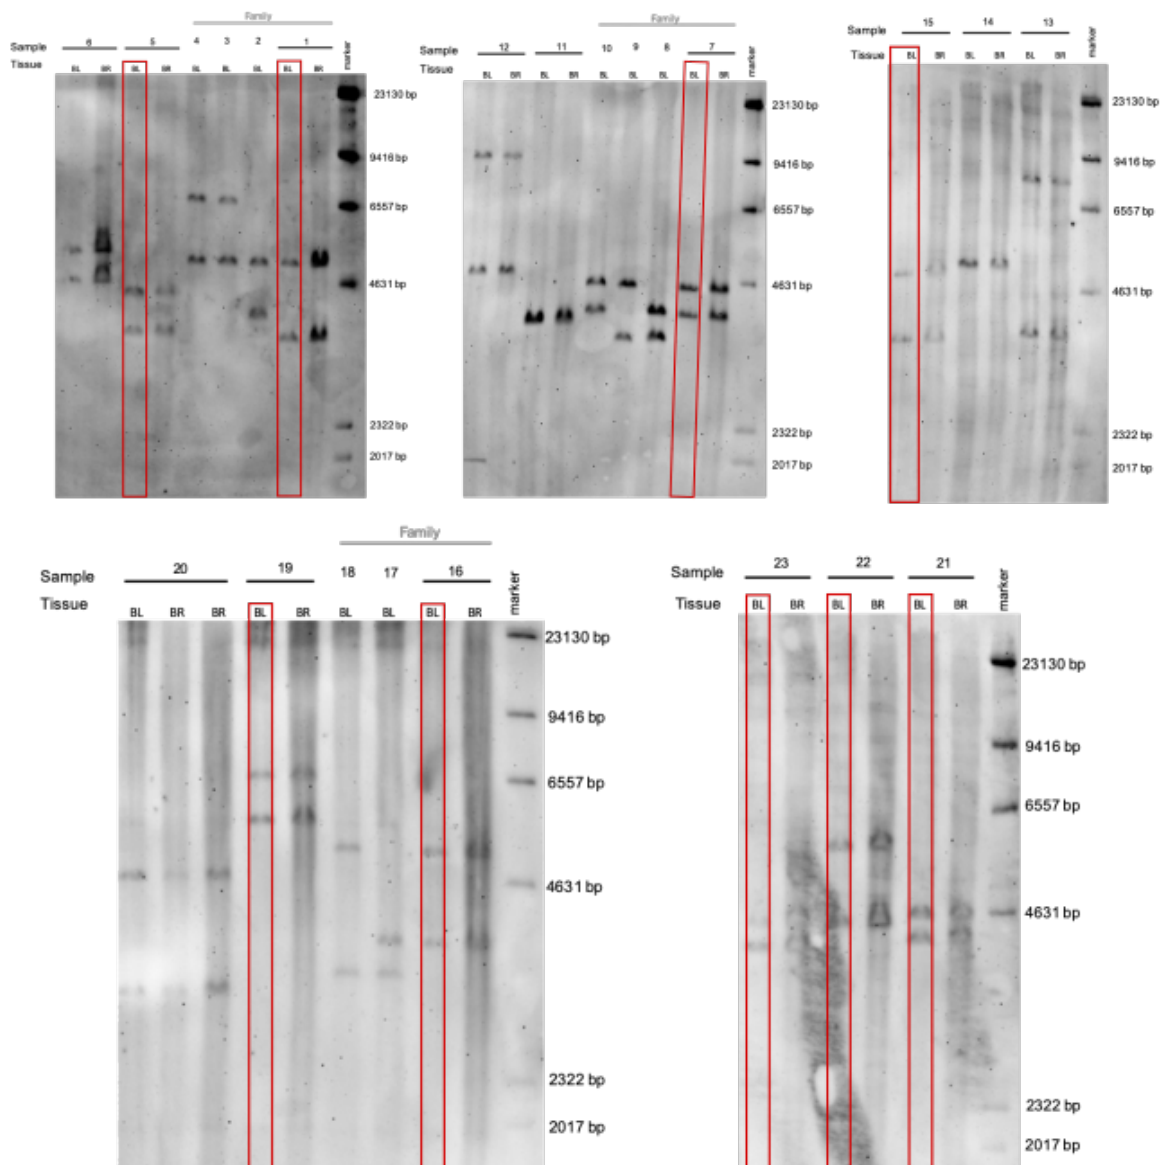 Family
Sample 6 5 4 3 2 1 marker
Tissue BL BR BL BR BL BL BL BL BR
23130 bp
9416 bp
6557 bp
4631 bp
2322 bp
2017 bp
Family
Sample 12 11 10 9 8 7 marker
Tissue BL BR BL BR BL BL BL BL BR
23130 bp
9416 bp
6557 bp
4631 bp
2322 bp
2017 bp
Sample 15 14 13 marker
Tissue BL BR BL BR BL BR
23130 bp
9416 bp
6557 bp
4631 bp
2322 bp
2017 bp
Family
Sample 20 19 18 17 16 marker
Tissue BL BR BR BL BR BL BL BL BR
23130 bp
9416 bp
6557 bp
4631 bp
2322 bp
2017 bp
Sample 23 22 21 marker
Tissue BL BR BL BR BL BR
23130 bp
9416 bp
6557 bp
4631 bp
2322 bp
2017 bp